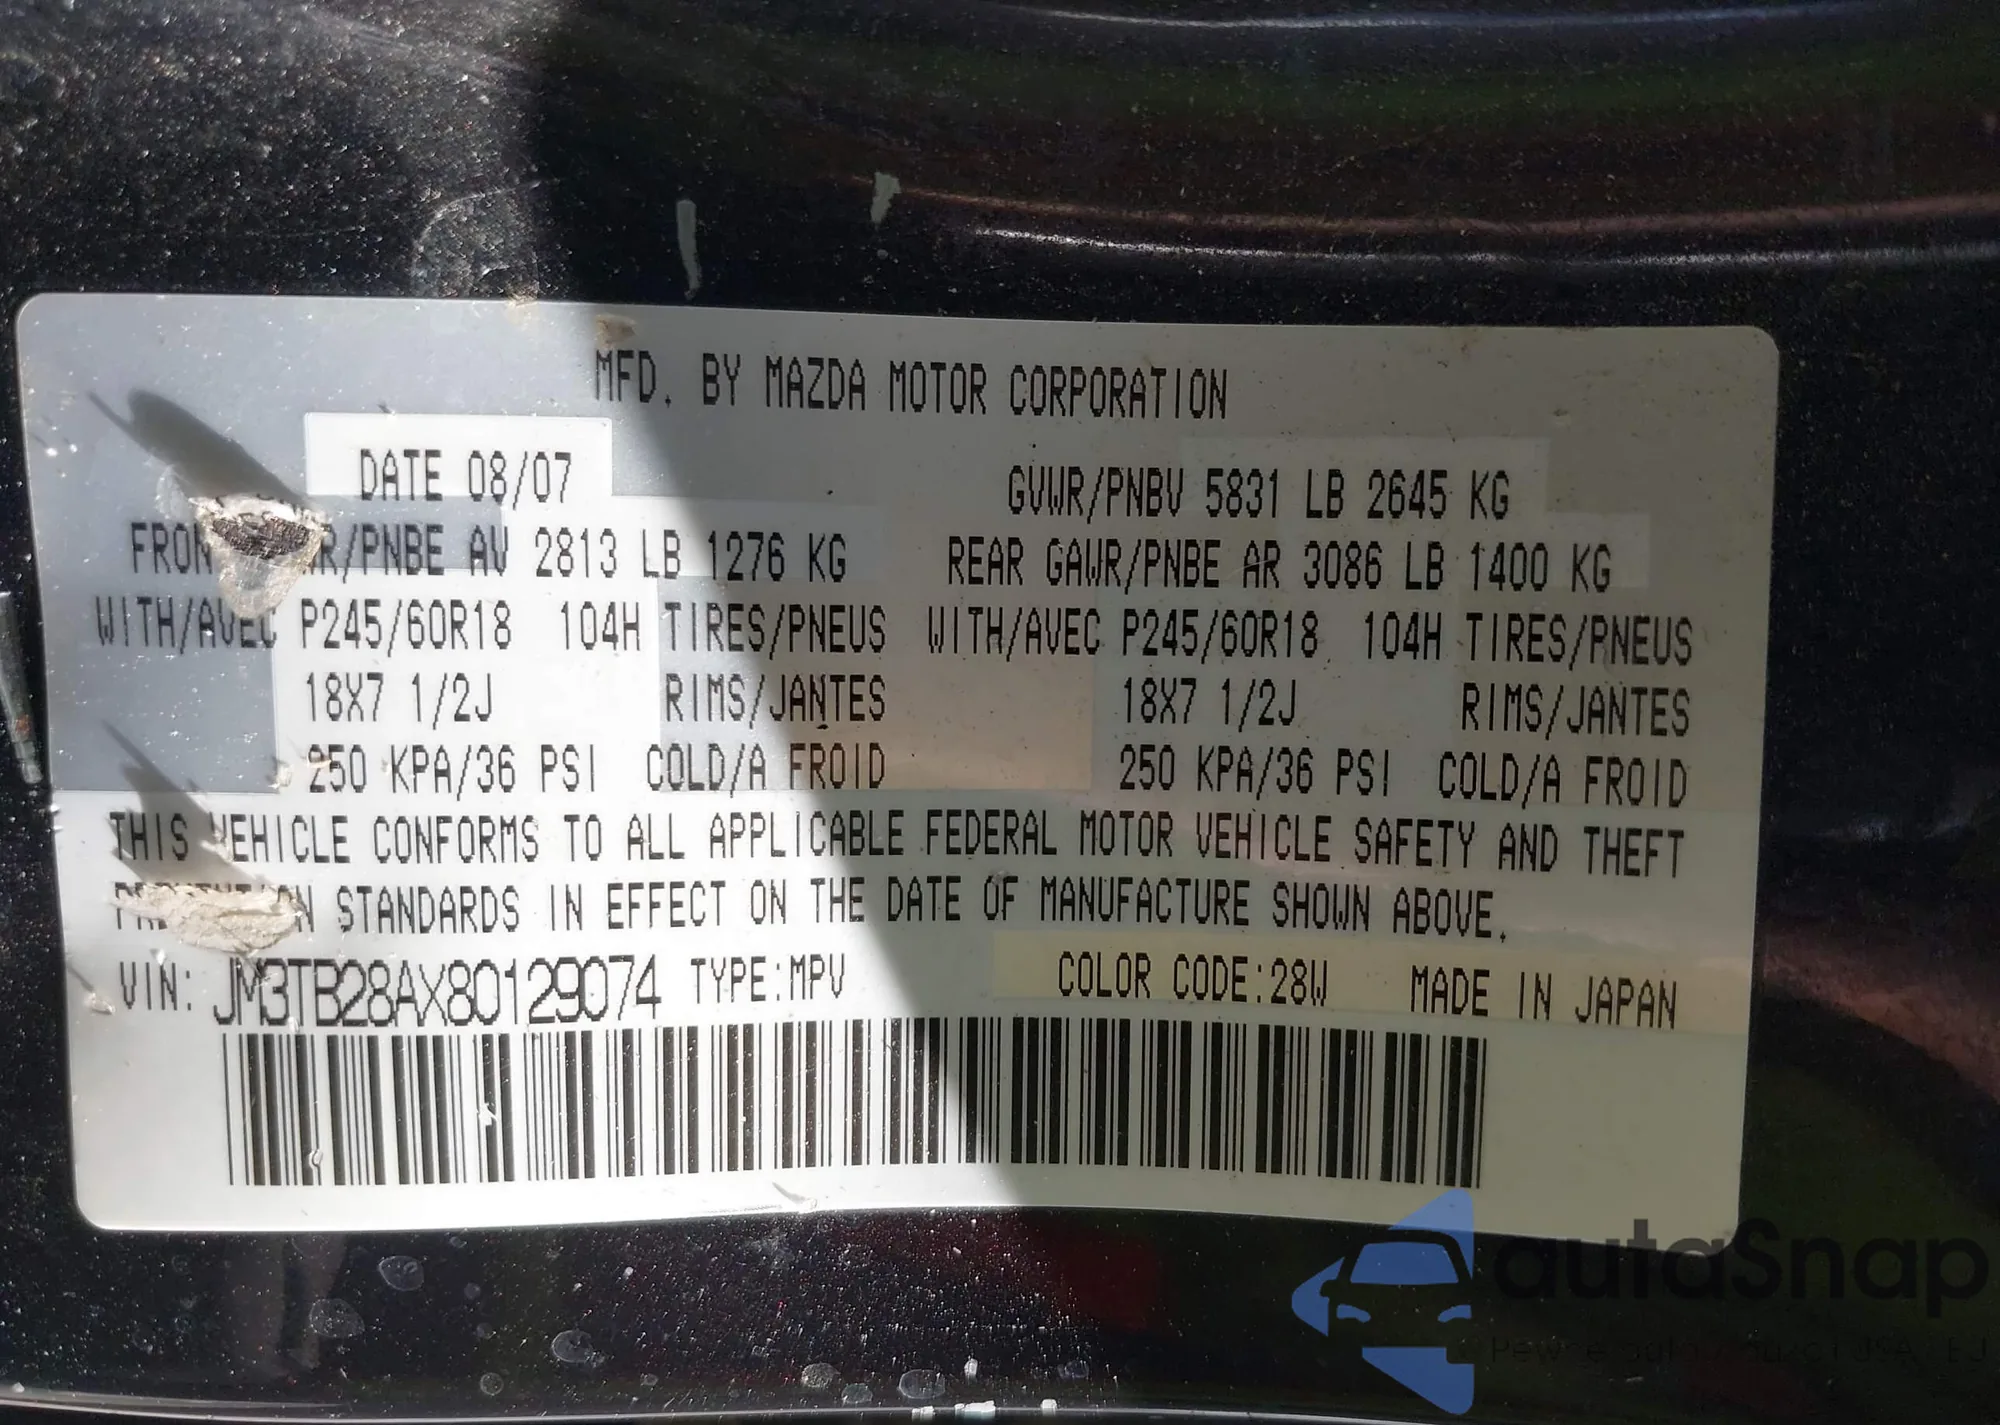 MFD. BY MAZDA MOTOR CORPORATION
DATE 08/07 GVWR/PNBV 5831 LB 2645 KG
R/PNBE AV 2813 LB 1276 KG REAR GAWR/PNBE AR 3086 LB 1400 KG
WITH/AVEC P245/60R18 104H TIRES/PNEUS WITH/AVEC P245/60R18 104H TIRES/PNEUS
18X7 1/2J RIMS/JANTES 18X7 1/2J RIMS/JANTES
250 KPA/36 PSI COLD/A FROID 250 KPA/36 PSI COLD/A FROID
THIS VEHICLE CONFORMS TO ALL APPLICABLE FEDERAL MOTOR VEHICLE SAFETY AND THEFT
STANDARDS IN EFFECT ON THE DATE OF MANUFACTURE SHOWN ABOVE.
VIN: JM3TB28AX80129074 TYPE:MPV COLOR CODE:28W MADE IN JAPAN
autaSnap